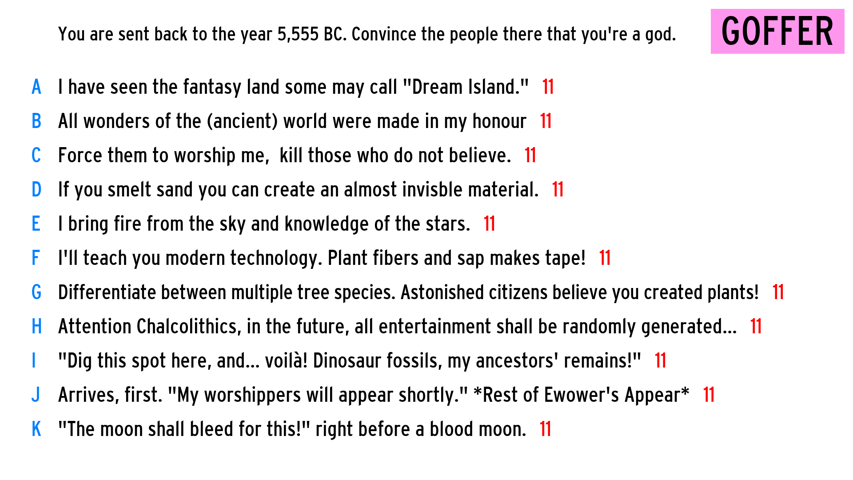 You are sent back to the year 5,555 BC. Convince the people there that you're a god.
GOFFER
A I have seen the fantasy land some may call "Dream Island." 11
B All wonders of the (ancient) world were made in my honour 11
C Force them to worship me,  kill those who do not believe. 11
D If you smelt sand you can create an almost invisble material. 11
E I bring fire from the sky and knowledge of the stars. 11
F I'll teach you modern technology. Plant fibers and sap makes tape! 11
G Differentiate between multiple tree species. Astonished citizens believe you created plants! 11
H Attention Chalcolithics, in the future, all entertainment shall be randomly generated... 11
I "Dig this spot here, and... voilà! Dinosaur fossils, my ancestors' remains!" 11
J Arrives, first. "My worshippers will appear shortly." *Rest of Ewower's Appear* 11
K "The moon shall bleed for this!" right before a blood moon. 11